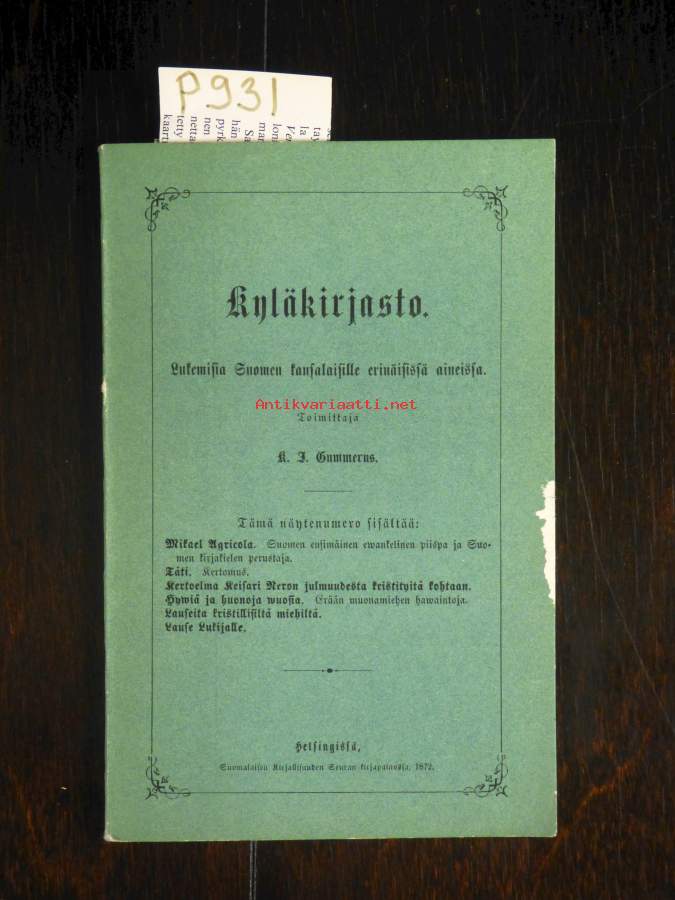 P931
Kyläkirjasto.
Lukemisia Suomen kansalaisille erinäisissä aineissa.
Antikvariaatti.net
Toimittaja
K. J. Gummerus.
Tämä näytenumero sisältää:
Mikael Agricola. Suomen ensimäinen ewankelinen piispa ja Suo-
men kirjakielen perustaja.
Täti. Kertomus.
Kertoelma Keisari Neron julmuudesta kristityitä kohtaan.
Hywiä ja huonoja wuosia. Erään muonamiehen hawaintoja.
Lauseita kristillisiltä miehiltä.
Lause Lukijalle.
Helsingissä,
Suomalaisen Kirjallisuuden Seuran kirjapainossa, 1872.